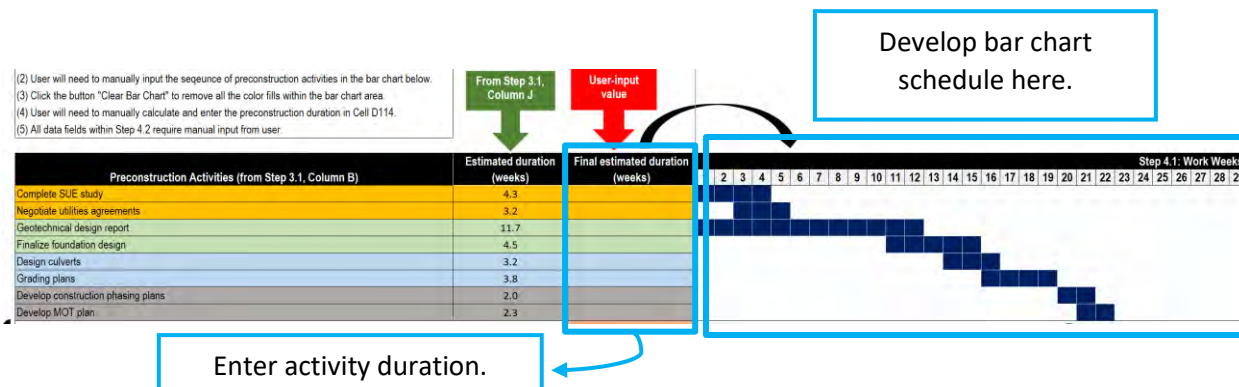 Develop bar chart
schedule here.
(2) User will need to manually input the seqeunce of preconstruction activities in the bar chart below.
(3) Click the button "Clear Bar Chart" to remove all the color fills within the bar chart area.
(4) User will need to manually calculate and enter the preconstruction duration in Cell D114.
(5) All data fields within Step 4.2 require manual input from user.
From Step 3.1,
Column J
User-input
value
Step 4.1: Work Weeks
Preconstruction Activities (from Step 3.1, Column B)
Estimated duration
(weeks)
Final estimated duration
(weeks)
2 3 4 5 6 7 8 9 10 11 12 13 14 15 16 17 18 19 20 21 22 23 24 25 26 27 28
Complete SUE study 4.3
Negotiate utilities agreements 3.2
Geotechnical design report 11.7
Finalize foundation design 4.5
Design culverts 3.2
Grading plans 3.8
Develop construction phasing plans 2.0
Develop MOT plan 2.3
Enter activity duration.